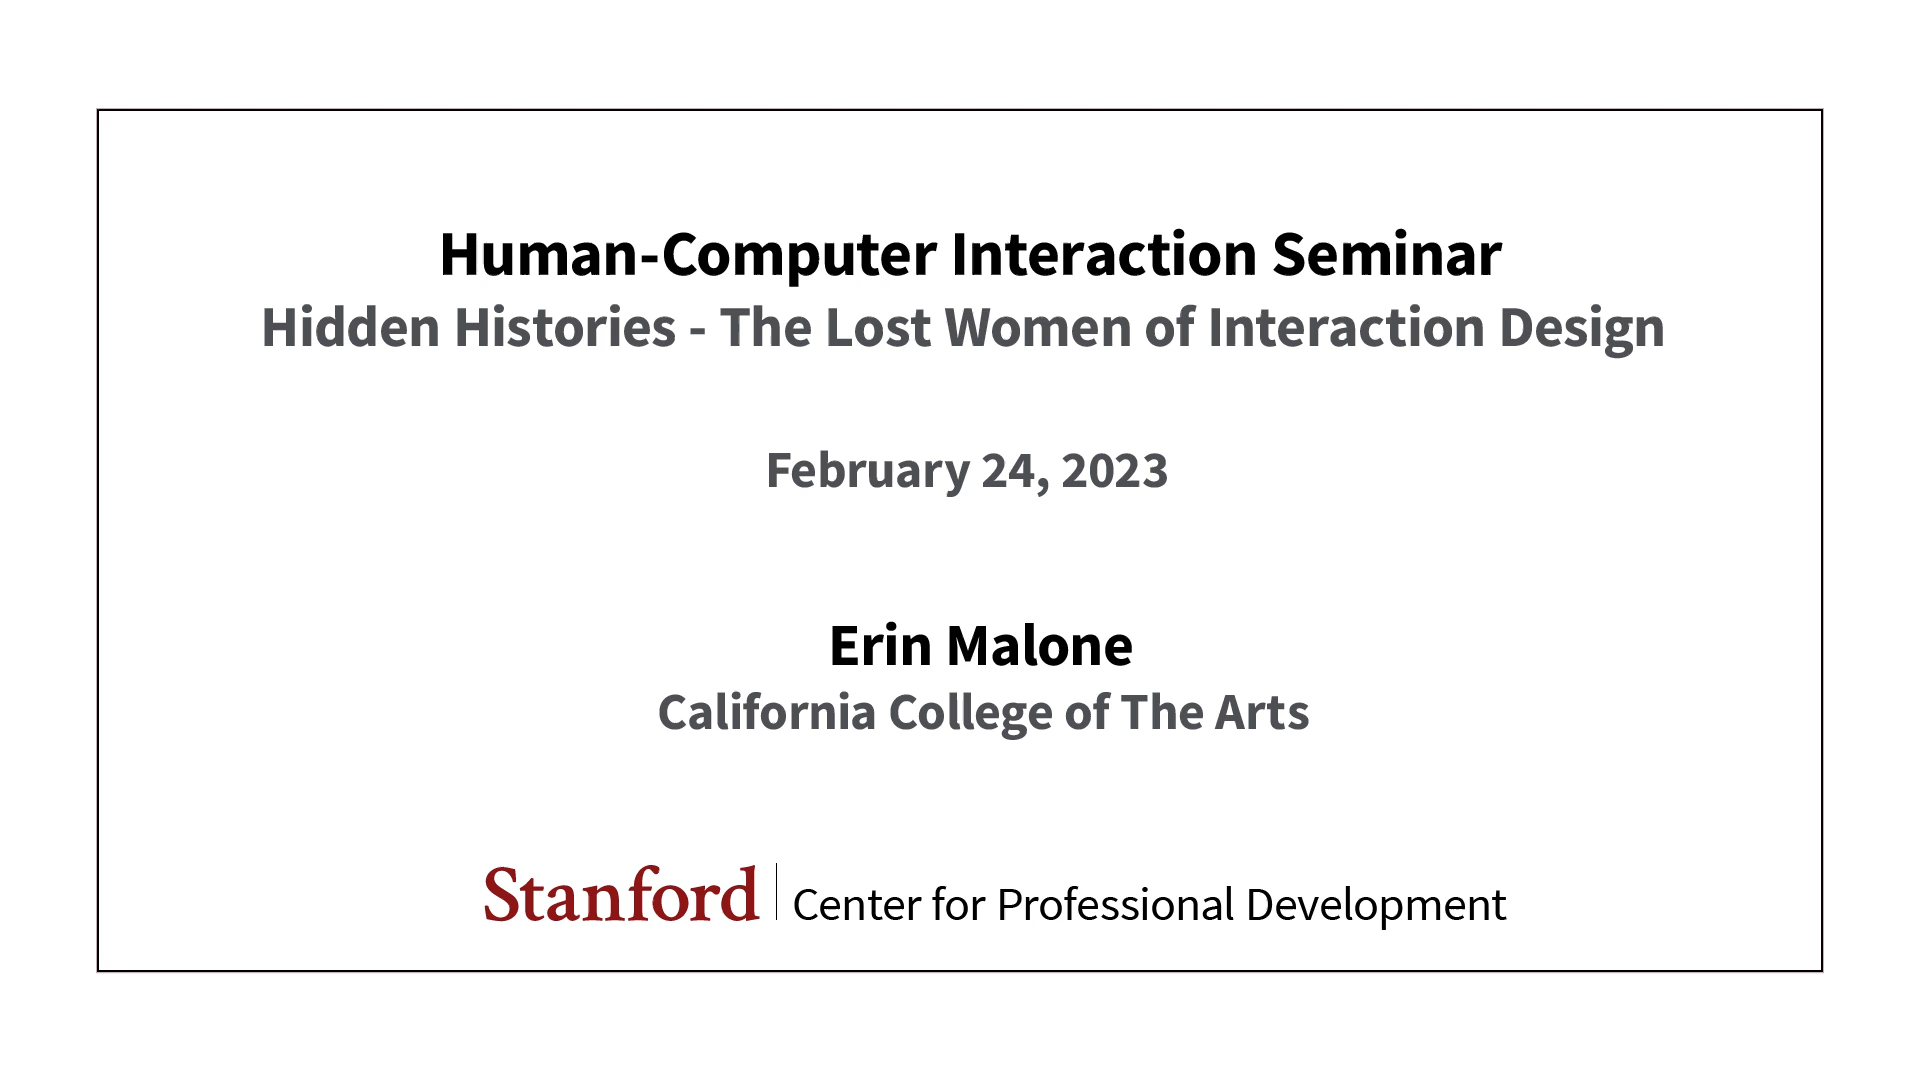 Human-Computer Interaction Seminar
Hidden Histories - The Lost Women of Interaction Design
February 24, 2023
Erin Malone
California College of The Arts
Stanford | Center for Professional Development